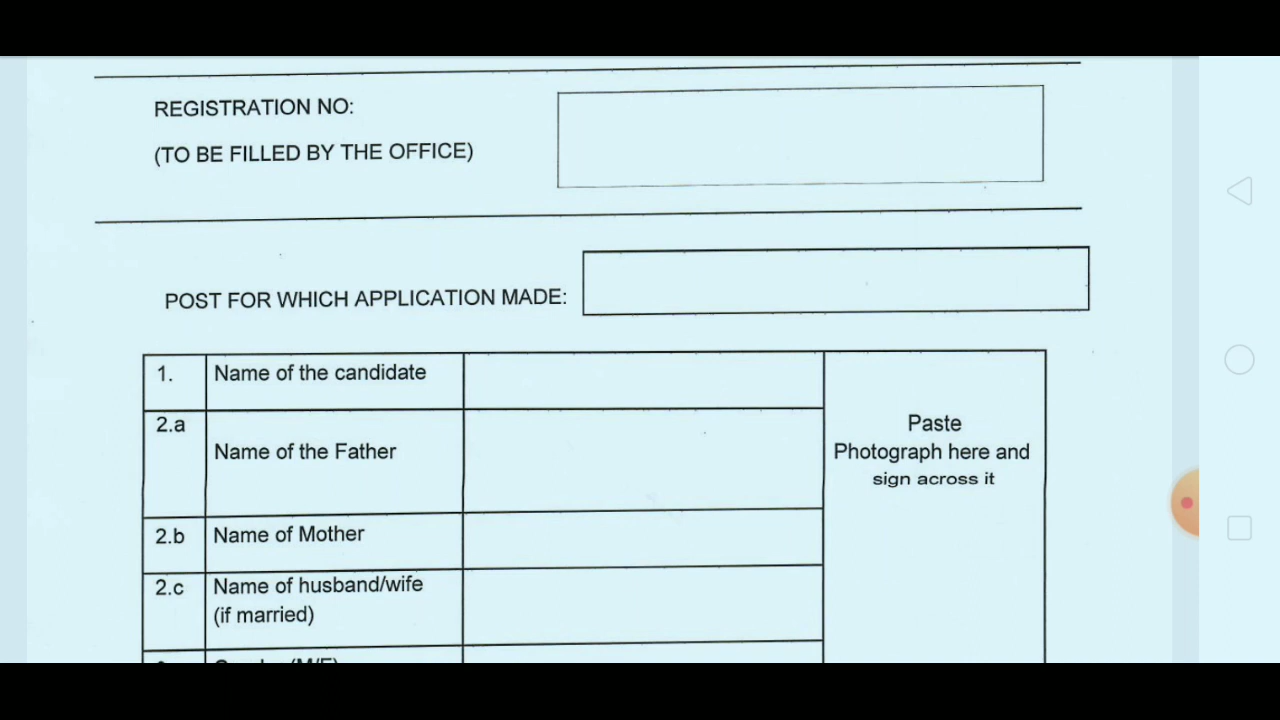 REGISTRATION NO:
(TO BE FILLED BY THE OFFICE)
POST FOR WHICH APPLICATION MADE:
1.
Name of the candidate
2.a
Name of the Father
Paste
Photograph here and
sign across it
2.b
Name of Mother
2.c
Name of husband/wife
(if married)
(M/F)